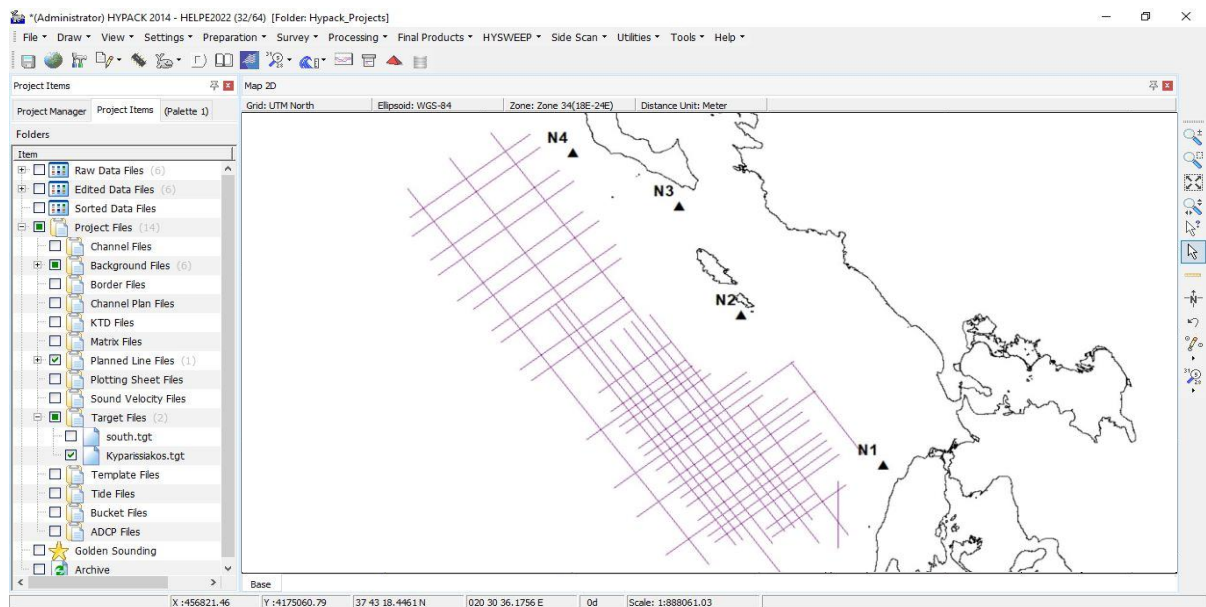 *(Administrator) HYPACK 2014 - HELPE2022 (32/64) [Folder: Hypack_Projects]
File Draw View Settings Preparation Survey Processing Final Products HYSWEEP Side Scan Utilities Tools Help
Project Items
Map 2D
Project Manager Project Items (Palette 1)
Grid: UTM North Ellipsoid: WGS-84 Zone: Zone 34(18E-24E) Distance Unit: Meter
Folders
Item
Raw Data Files (6)
Edited Data Files (6)
Sorted Data Files
Project Files (14)
Channel Files
Background Files (6)
Border Files
Channel Plan Files
KTD Files
Matrix Files
Planned Line Files (1)
Plotting Sheet Files
Sound Velocity Files
Target Files (2)
south.tgt
Kyparissiakos.tgt
Template Files
Tide Files
Bucket Files
ADCP Files
Golden Sounding
Archive
N4
N3
N2
N1
N
Base
X :456821.46 Y :4175060.79 37 43 18.4461 N 020 30 36.1756 E 0d Scale: 1:888061.03